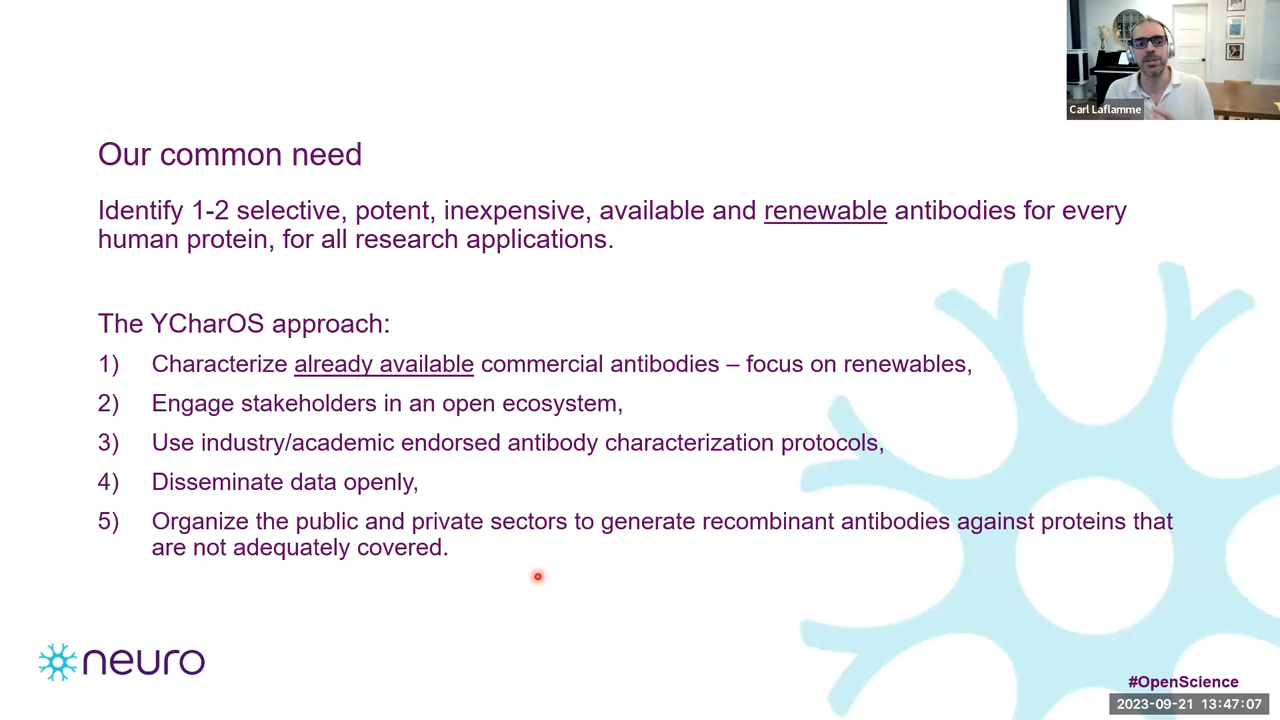 Carl Laflamme
Our common need
Identify 1-2 selective, potent, inexpensive, available and renewable antibodies for every
human protein, for all research applications.
The YCharOS approach:
1) Characterize already available commercial antibodies – focus on renewables,
2) Engage stakeholders in an open ecosystem,
3) Use industry/academic endorsed antibody characterization protocols,
4) Disseminate data openly,
5) Organize the public and private sectors to generate recombinant antibodies against proteins that
are not adequately covered.
neuro
#OpenScience
2023-09-21 13:47:07